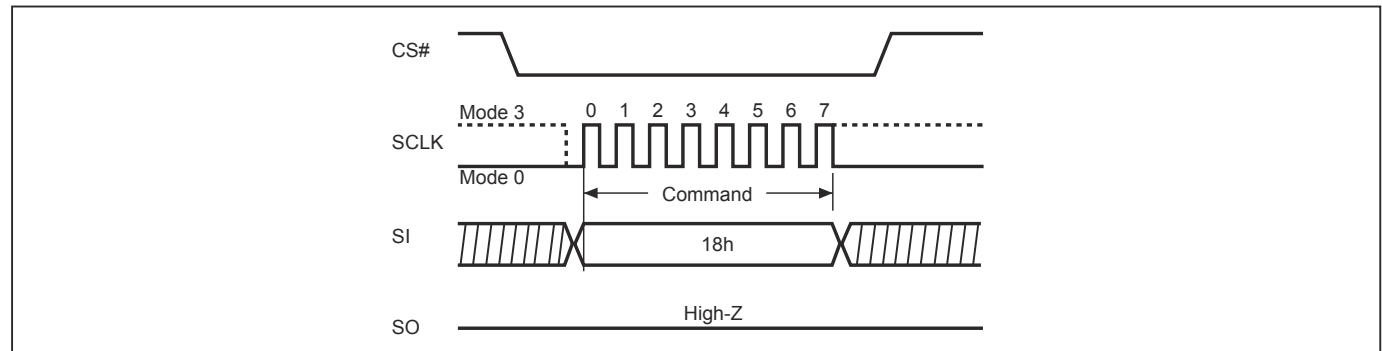 CS#
Mode 3
0 1 2 3 4 5 6 7
SCLK
Mode 0
Command
SI
18h
High-Z
SO